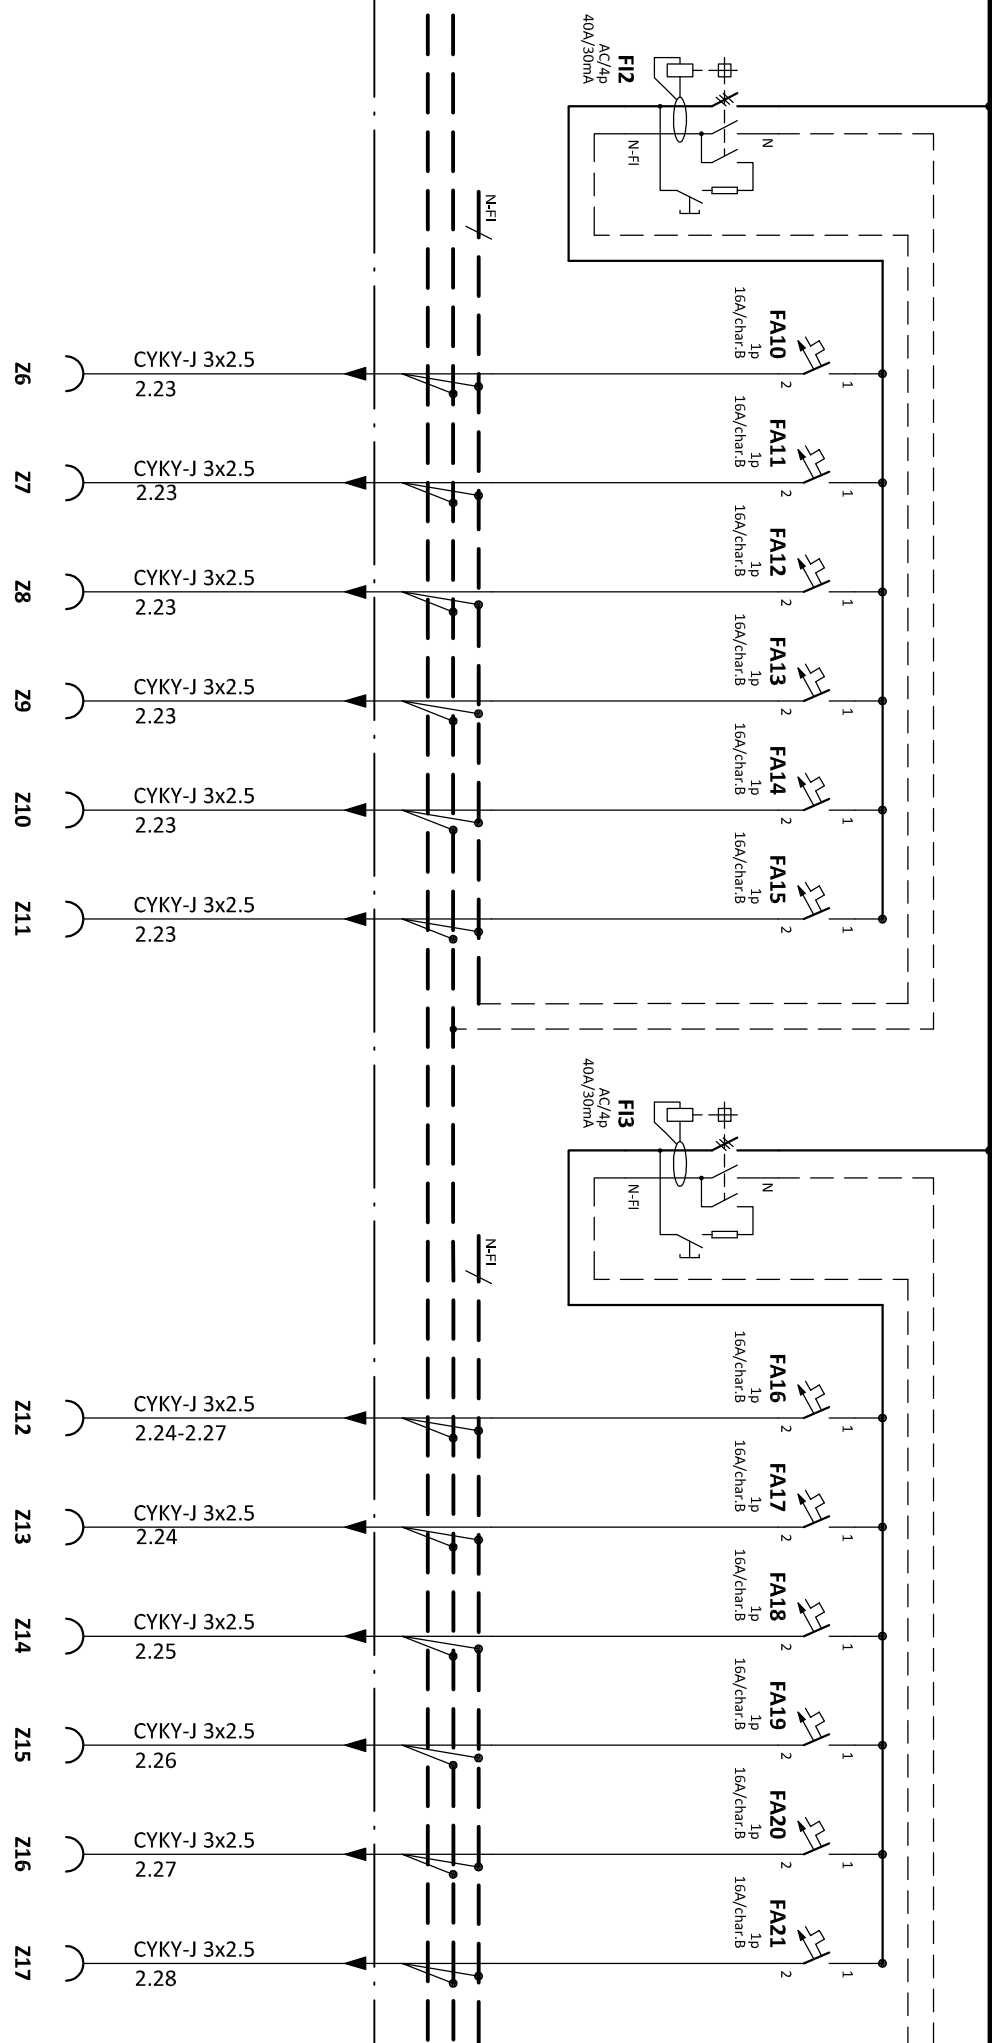 FI2
AC/4p
40A/30mA
N
N-FI
N-FI
FA10
1p
16A/char.B
1
2
CYKY-J 3x2.5
2.23
Z6
FA11
1p
16A/char.B
1
2
CYKY-J 3x2.5
2.23
Z7
FA12
1p
16A/char.B
1
2
CYKY-J 3x2.5
2.23
Z8
FA13
1p
16A/char.B
1
2
CYKY-J 3x2.5
2.23
Z9
FA14
1p
16A/char.B
1
2
CYKY-J 3x2.5
2.23
Z10
FA15
1p
16A/char.B
1
2
CYKY-J 3x2.5
2.23
Z11
FI3
AC/4p
40A/30mA
N
N-FI
N-FI
FA16
1p
16A/char.B
1
2
CYKY-J 3x2.5
2.24-2.27
Z12
FA17
1p
16A/char.B
1
2
CYKY-J 3x2.5
2.24
Z13
FA18
1p
16A/char.B
1
2
CYKY-J 3x2.5
2.25
Z14
FA19
1p
16A/char.B
1
2
CYKY-J 3x2.5
2.26
Z15
FA20
1p
16A/char.B
1
2
CYKY-J 3x2.5
2.27
Z16
FA21
1p
16A/char.B
1
2
CYKY-J 3x2.5
2.28
Z17